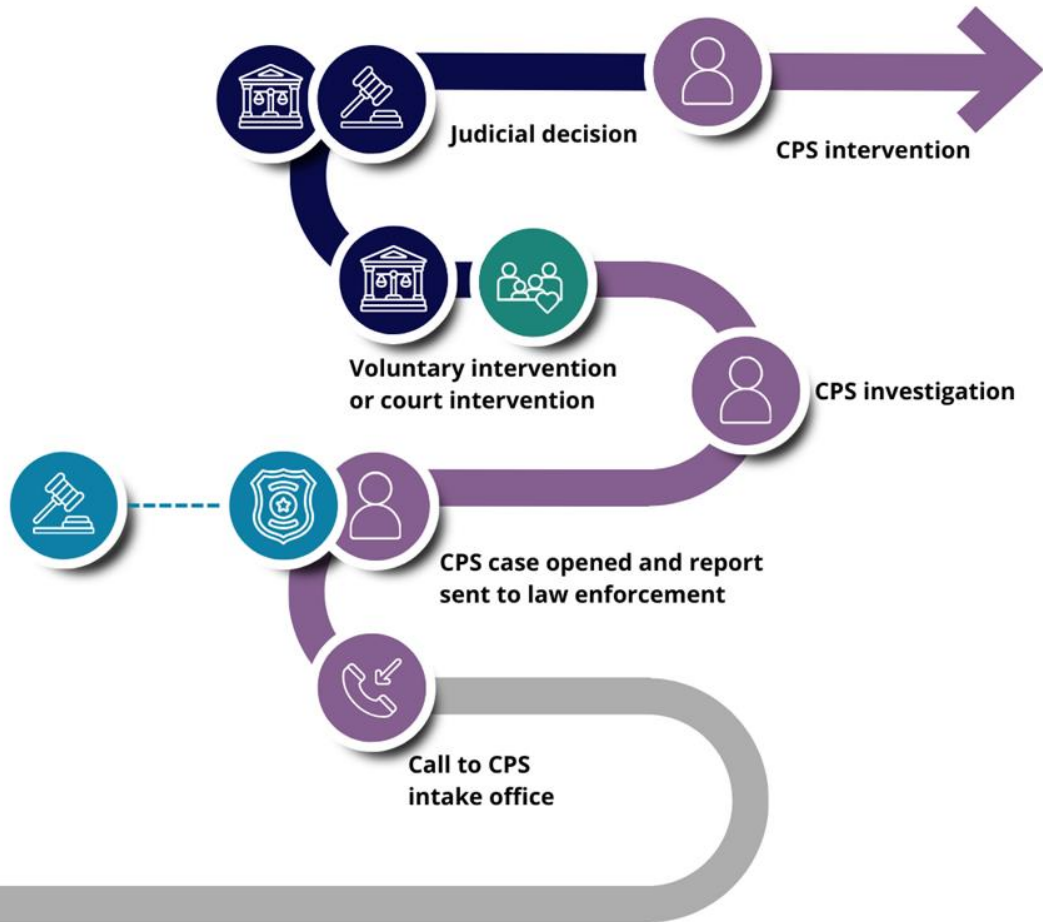 Judicial decision
CPS intervention
Voluntary intervention
or court intervention
CPS investigation
CPS case opened and report
sent to law enforcement
Call to CPS
intake office